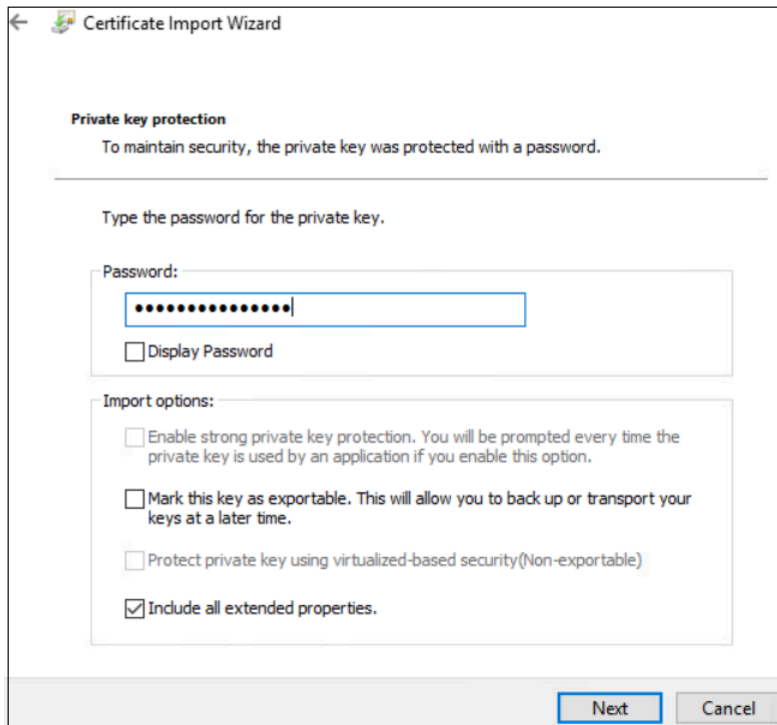 Certificate Import Wizard
Private key protection
To maintain security, the private key was protected with a password.
Type the password for the private key.
Password:
●●●●●●●●●●●●●●●
Display Password
Import options:
Enable strong private key protection. You will be prompted every time the
private key is used by an application if you enable this option.
Mark this key as exportable. This will allow you to back up or transport your
keys at a later time.
Protect private key using virtualized-based security(Non-exportable)
Include all extended properties.
Next Cancel